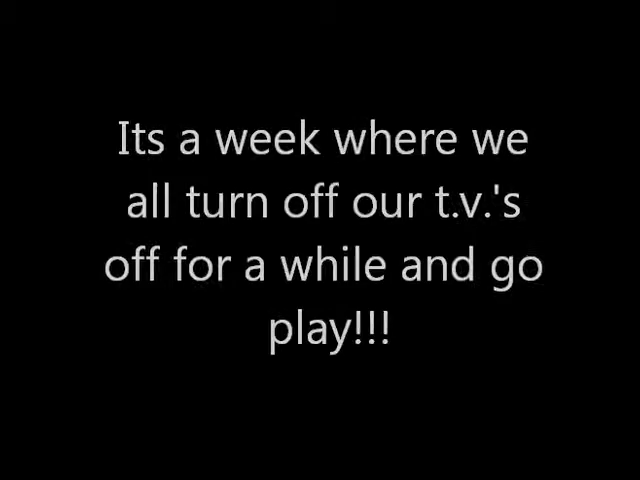 Its a week where we
all turn off our t.v.'s
off for a while and go
play!!!